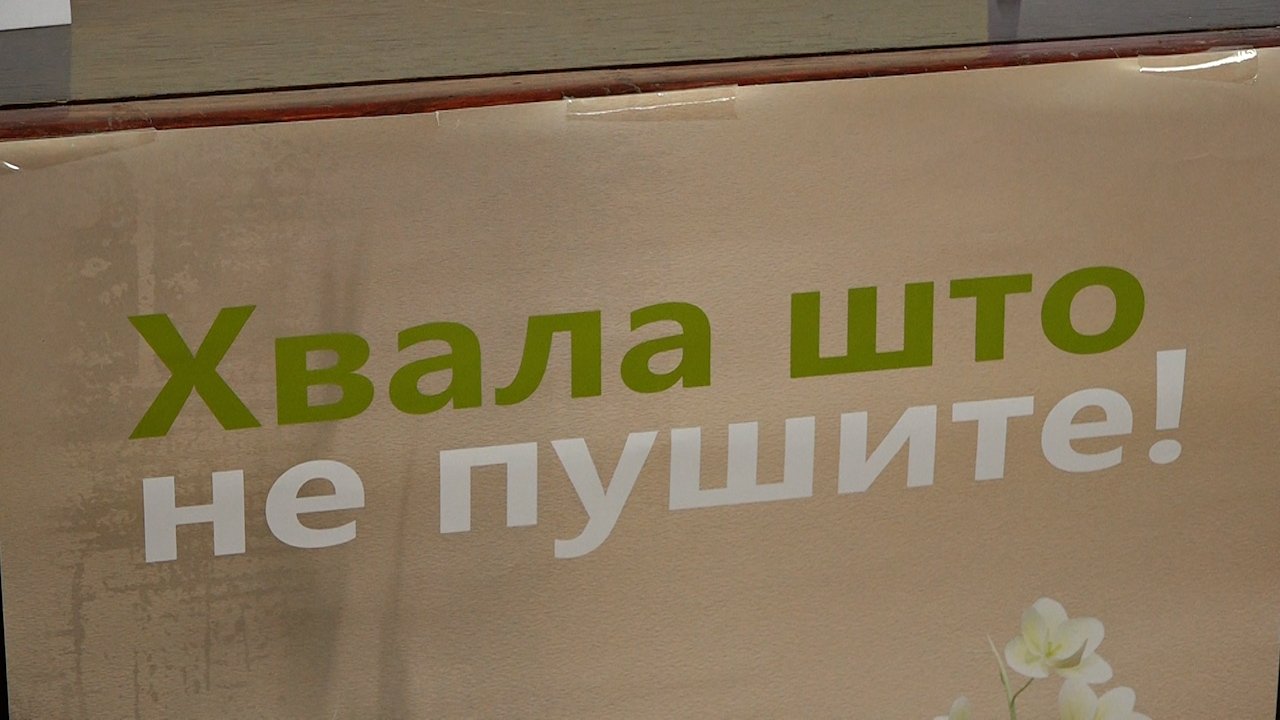 Хвала што
не пушите!